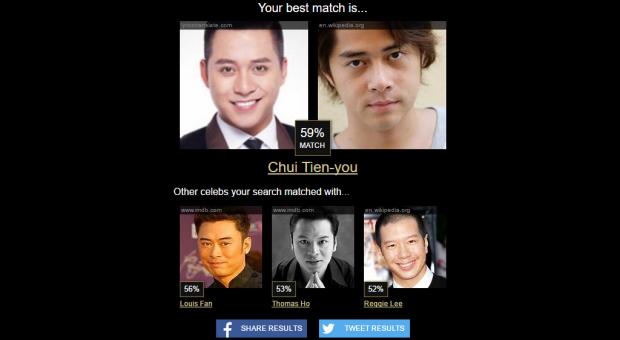 Your best match is...
lyricstranslate.com
en.wikipedia.org
59%
MATCH
Chui Tien-you
Other celebs your search matched with...
www.imdb.com
www.imdb.com
en.wikipedia.org
56%
53%
52%
Louis Fan
Thomas Ho
Reggie Lee
SHARE RESULTS
TWEET RESULTS